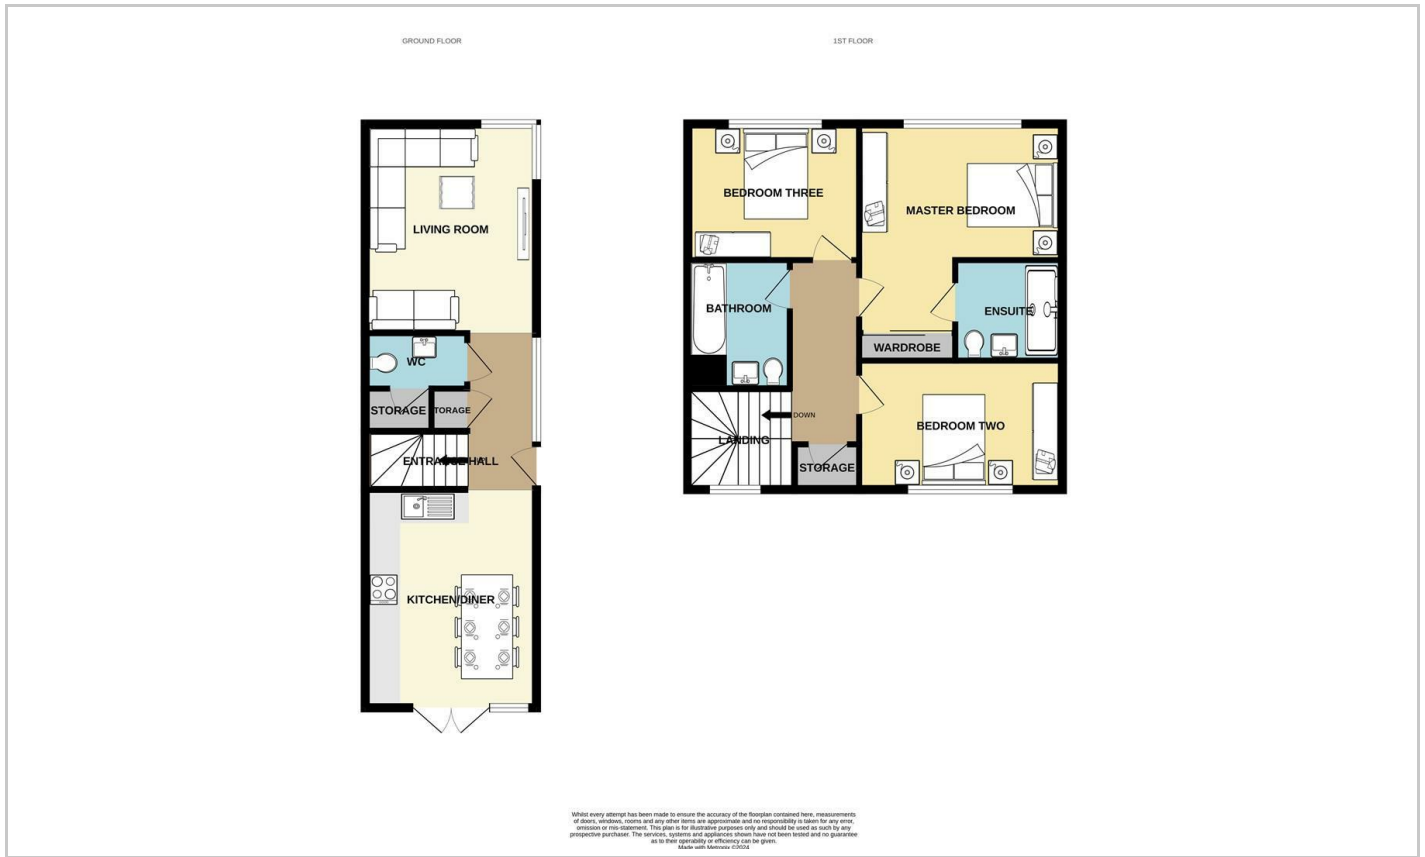 GROUND FLOOR
1ST FLOOR
LIVING ROOM
WC
STORAGE
TORAGE
ENTRANCE HALL
KITCHEN/DINER
BEDROOM THREE
MASTER BEDROOM
BATHROOM
ENSUITE
WARDROBE
DOWN
LANDING
BEDROOM TWO
STORAGE
Whilst every attempt has been made to ensure the accuracy of the floorplan contained here, measurements
of doors, windows, rooms and any other items are approximate and no responsibility is taken for any error,
omission or mis-statement. This plan is for illustrative purposes only and should be used as such by any
prospective purchaser. The services, systems and appliances shown have not been tested and no guarantee
as to their operability or efficiency can be given.
Made with Metropix ©2024